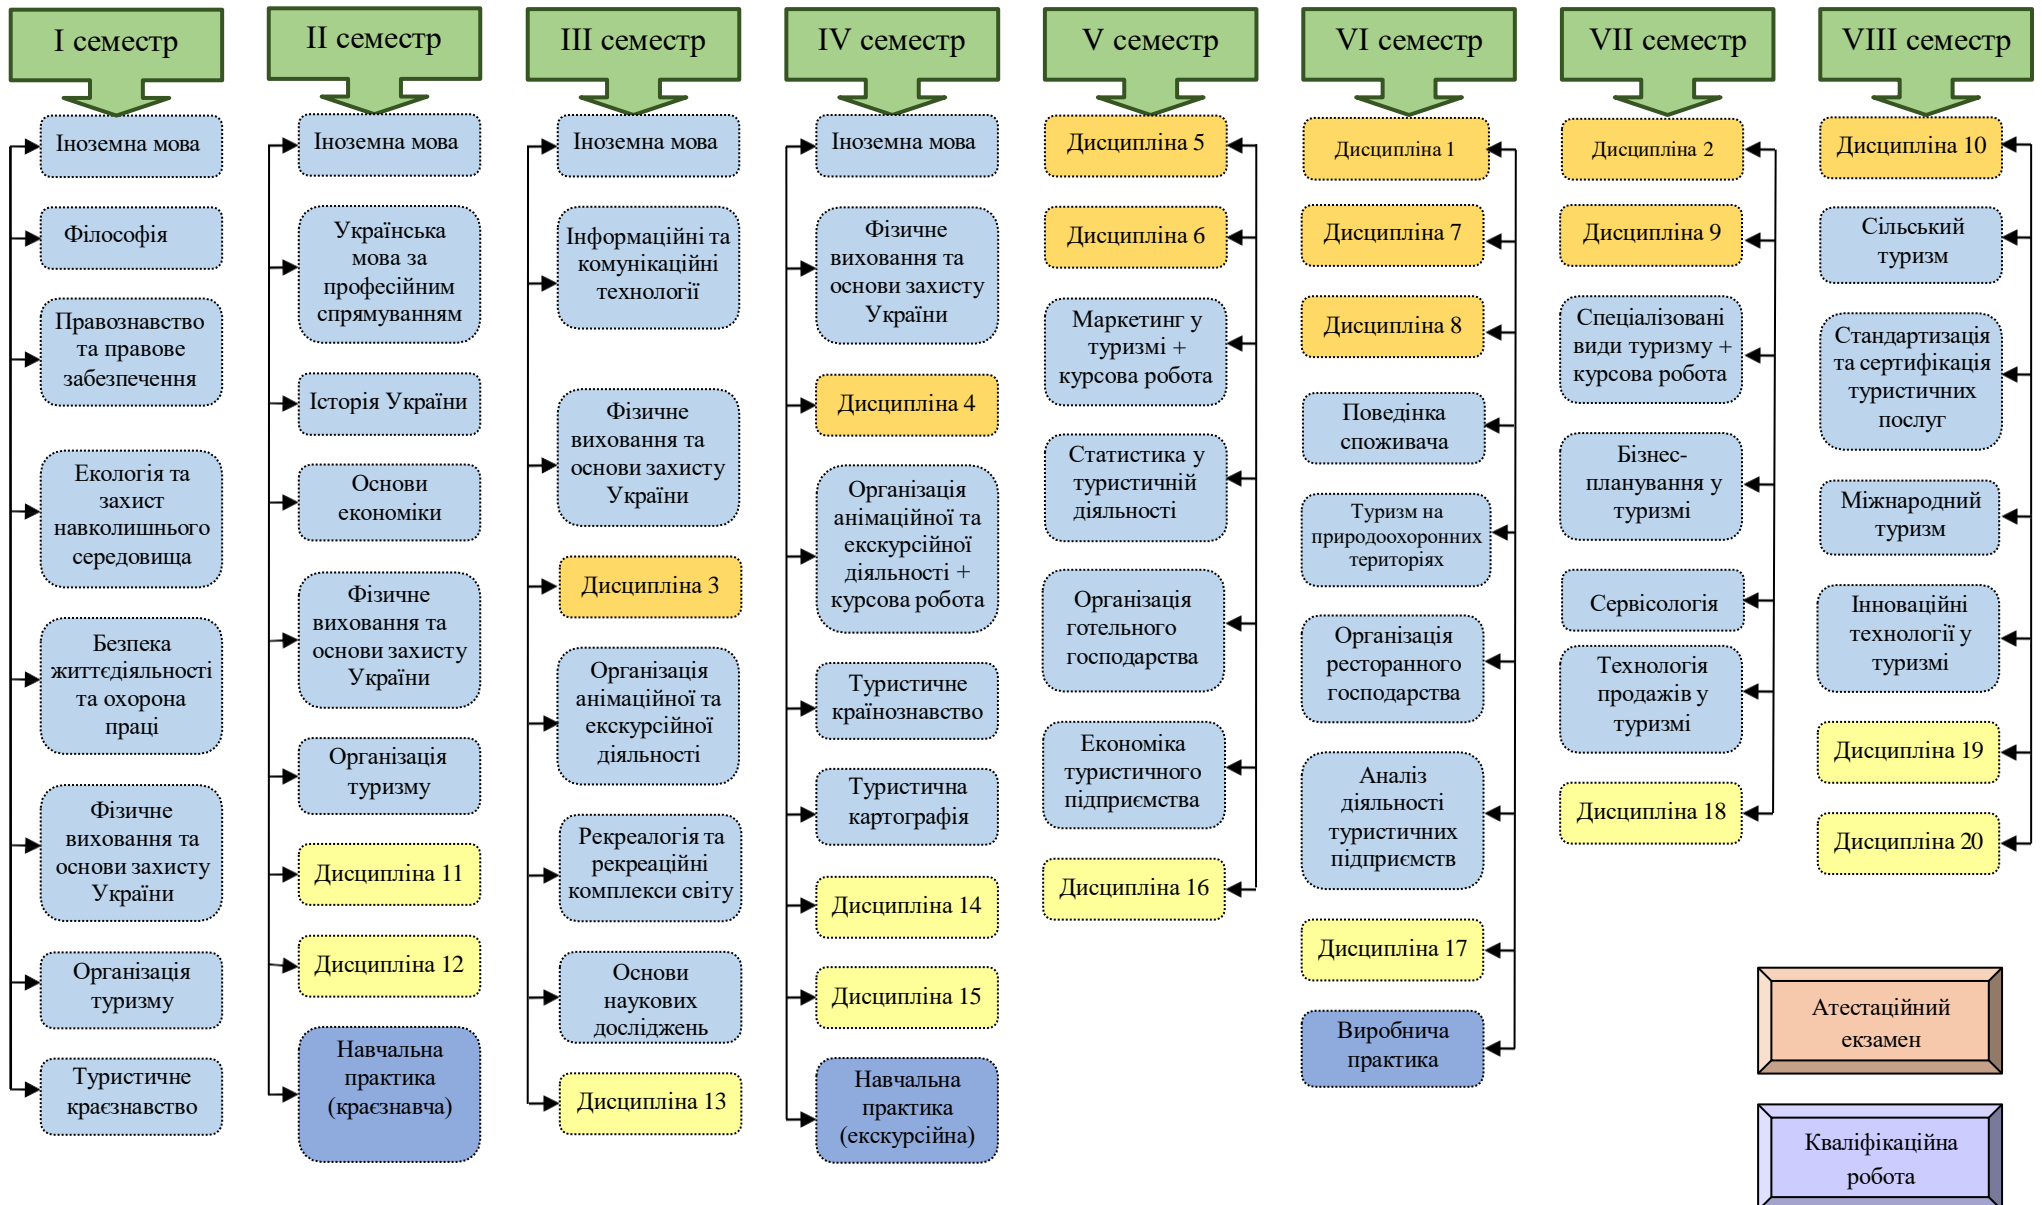 І семестр
Іноземна мова
Філософія
Правознавство
та правове
забезпечення
Екологія та
захист
навколишнього
середовища
Безпека
життєдіяльності
та охорона
праці
Фізичне
виховання та
основи захисту
України
Організація
туризму
Туристичне
краєзнавство
ІІ семестр
Іноземна мова
Українська
мова за
професійним
спрямуванням
Історія України
Основи
економіки
Фізичне
виховання та
основи захисту
України
Організація
туризму
Дисципліна 11
Дисципліна 12
Навчальна
практика
(краєзнавча)
ІІІ семестр
Іноземна мова
Інформаційні та
комунікаційні
технології
Фізичне
виховання та
основи захисту
України
Дисципліна 3
Організація
анімаційної та
екскурсійної
діяльності
Рекреалогія та
рекреаційні
комплекси світу
Основи
наукових
досліджень
Дисципліна 13
IV семестр
Іноземна мова
Фізичне
виховання та
основи захисту
України
Дисципліна 4
Організація
анімаційної та
екскурсійної
діяльності +
курсова робота
Туристичне
країнознавство
Туристична
картографія
Дисципліна 14
Дисципліна 15
Навчальна
практика
(екскурсійна)
V семестр
Дисципліна 5
Дисципліна 6
Маркетинг у
туризмі +
курсова робота
Статистика у
туристичній
діяльності
Організація
готельного
господарства
Економіка
туристичного
підприємства
Дисципліна 16
VI семестр
Дисципліна 1
Дисципліна 7
Дисципліна 8
Поведінка
споживача
Туризм на
природоохоронних
територіях
Організація
ресторанного
господарства
Аналіз
діяльності
туристичних
підприємств
Дисципліна 17
Виробнича
практика
VII семестр
Дисципліна 2
Дисципліна 9
Спеціалізовані
види туризму +
курсова робота
Бізнес-
планування у
туризмі
Сервісологія
Технологія
продажів у
туризмі
Дисципліна 18
VIII семестр
Дисципліна 10
Сільський
туризм
Стандартизація
та сертифікація
туристичних
послуг
Міжнародний
туризм
Інноваційні
технології у
туризмі
Дисципліна 19
Дисципліна 20
Атестаційний
екзамен
Кваліфікаційна
робота